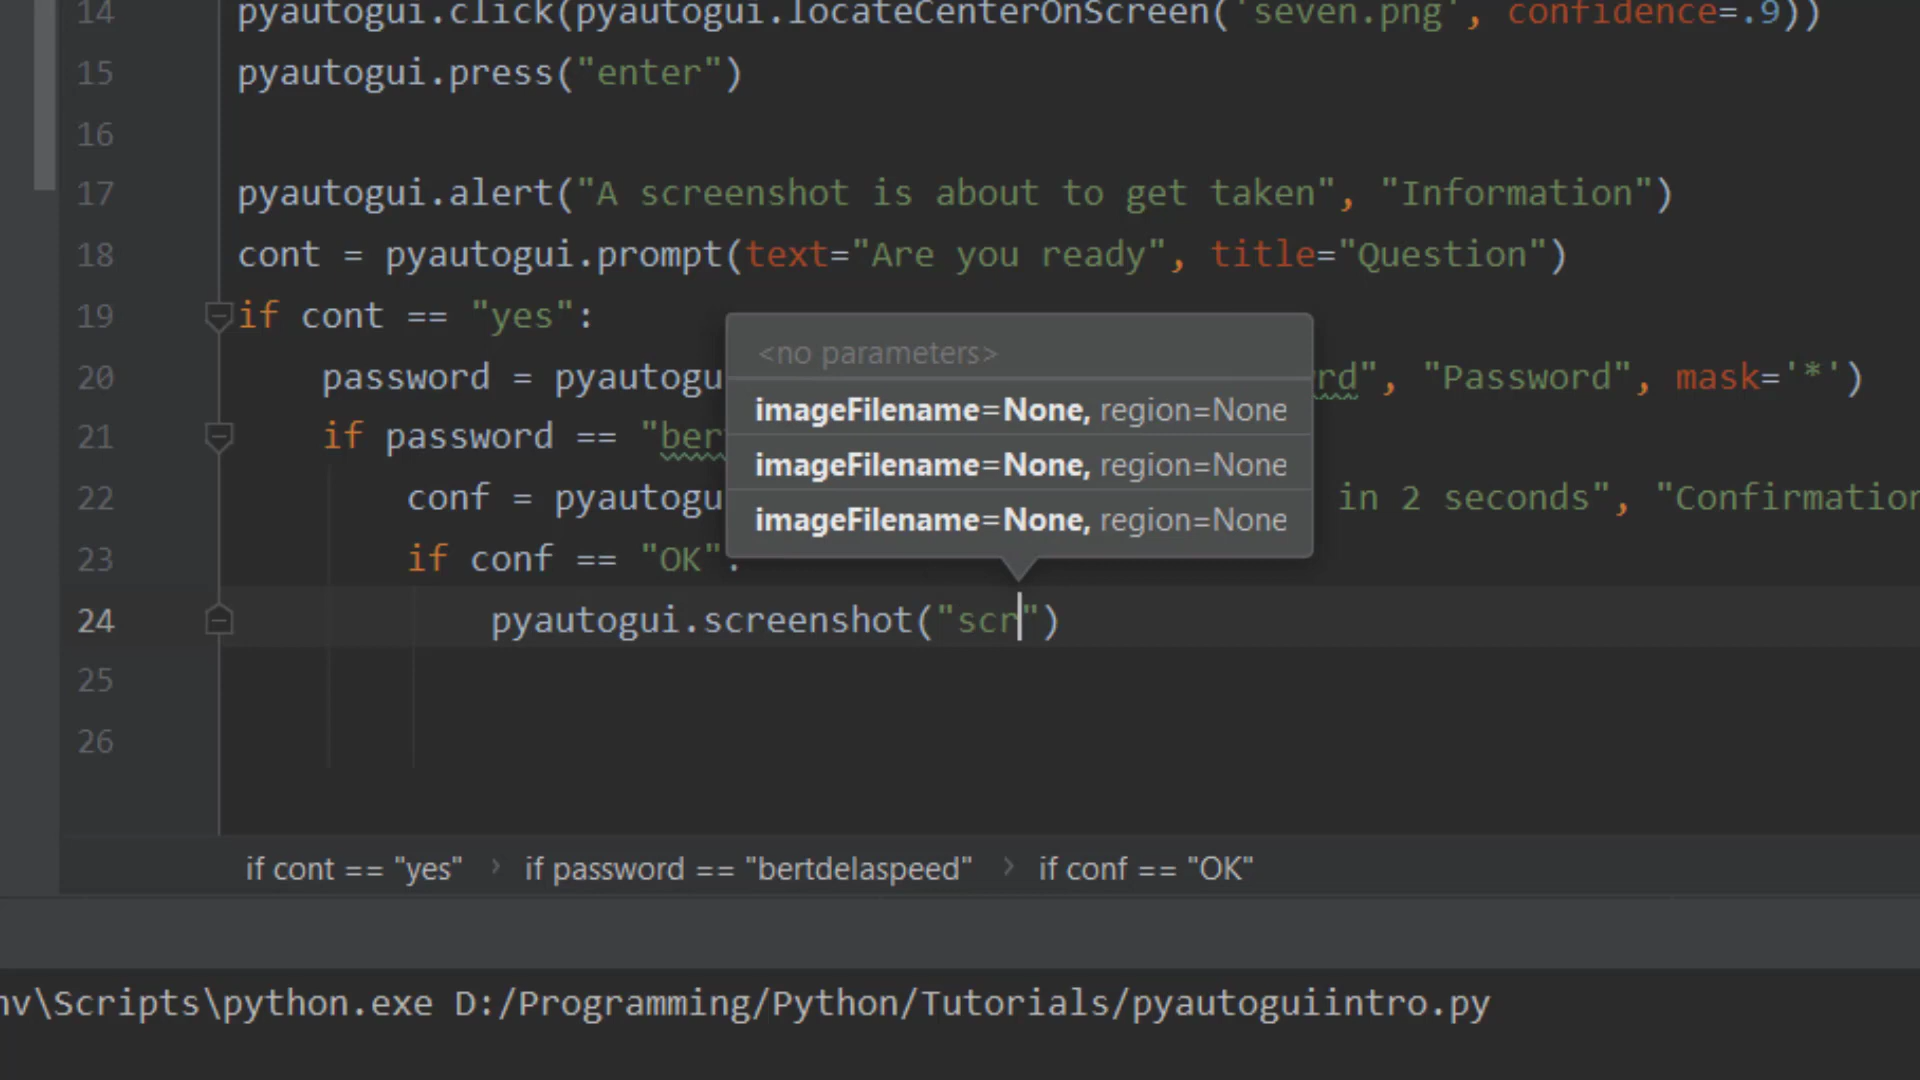 14 pyautogui.click(pyautogui.locateCenterOnScreen('seven.png', confidence=.9))
15 pyautogui.press("enter")
16
17 pyautogui.alert("A screenshot is about to get taken", "Information")
18 cont = pyautogui.prompt(text="Are you ready", title="Question")
19 if cont == "yes":
<no parameters>
20 password = pyautogu rd", "Password", mask='*')
imageFilename=None, region=None
21 if password == "ber
imageFilename=None, region=None
22 conf = pyautogu in 2 seconds", "Confirmation
imageFilename=None, region=None
23 if conf == "OK":
24 pyautogui.screenshot("scr")
25
26
if cont == "yes" › if password == "bertdelaspeed" › if conf == "OK"
nv\Scripts\python.exe D:/Programming/Python/Tutorials/pyautoguiintro.py